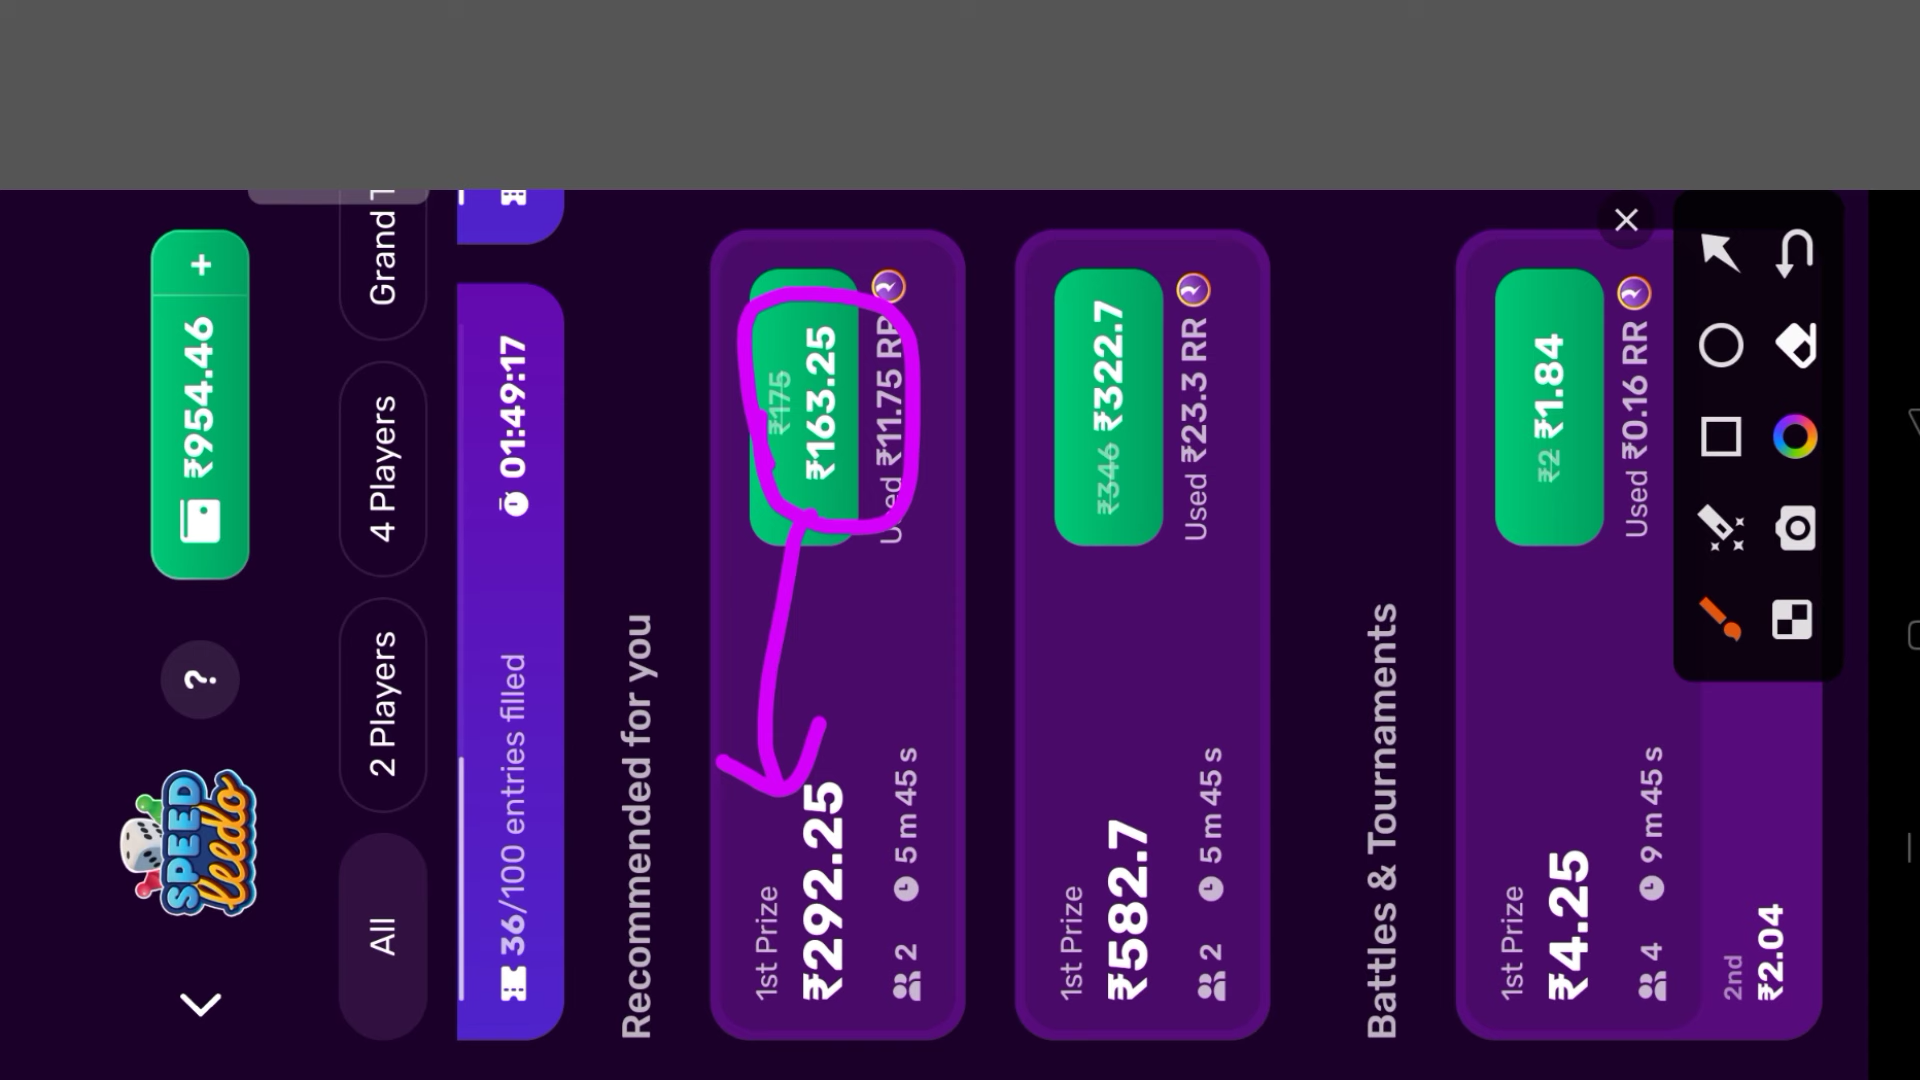 SPEED
Leedo
?
₹954.46 +
All
2 Players
4 Players
Grand
36/100 entries filled
01:49:17
Recommended for you
1st Prize
₹292.25
₹175
₹163.25
2
5 m 45 s
Used ₹11.75 RR
1st Prize
₹582.7
₹346 ₹322.7
2
5 m 45 s
Used ₹23.3 RR
Battles & Tournaments
1st Prize
₹4.25
₹2 ₹1.84
4
9 m 45 s
Used ₹0.16 RR
2nd
₹2.04